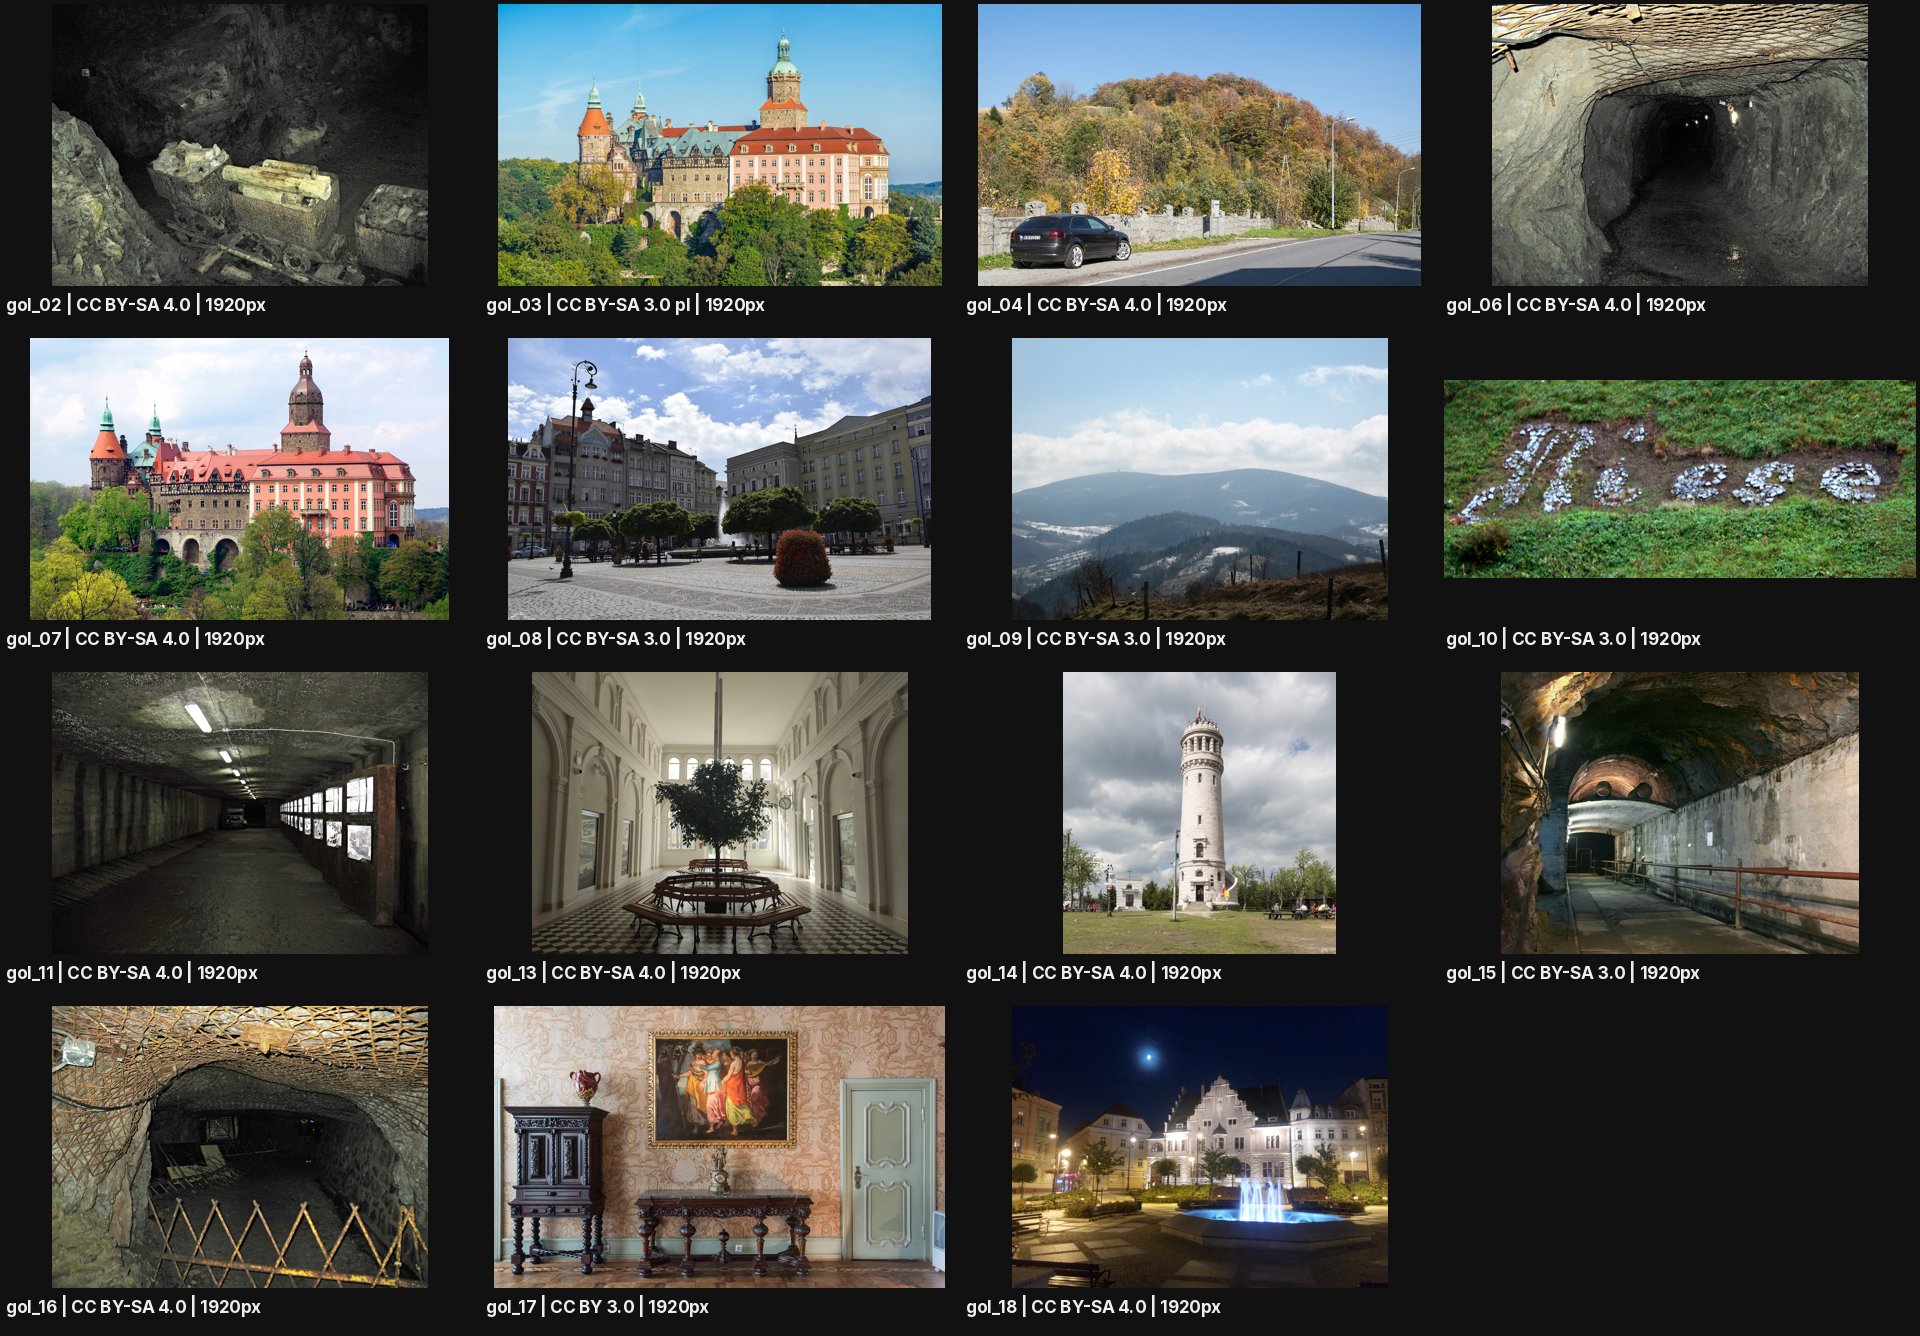 gol_02 | CC BY-SA 4.0 | 1920px
gol_03 | CC BY-SA 3.0 pl | 1920px
gol_04 | CC BY-SA 4.0 | 1920px
gol_06 | CC BY-SA 4.0 | 1920px
gol_07 | CC BY-SA 4.0 | 1920px
gol_08 | CC BY-SA 3.0 | 1920px
gol_09 | CC BY-SA 3.0 | 1920px
Riese
gol_10 | CC BY-SA 3.0 | 1920px
gol_11 | CC BY-SA 4.0 | 1920px
gol_13 | CC BY-SA 4.0 | 1920px
gol_14 | CC BY-SA 4.0 | 1920px
gol_15 | CC BY-SA 3.0 | 1920px
gol_16 | CC BY-SA 4.0 | 1920px
gol_17 | CC BY 3.0 | 1920px
gol_18 | CC BY-SA 4.0 | 1920px